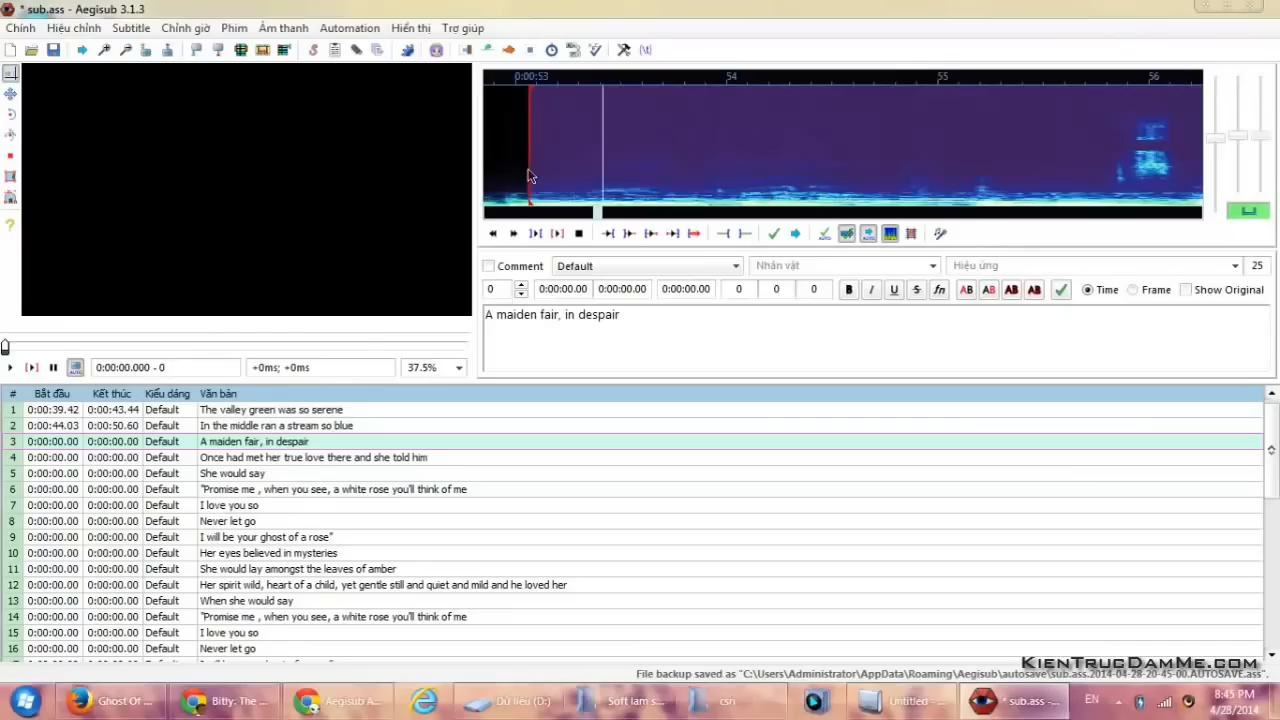 * sub.ass - Aegisub 3.1.3
Chính Hiệu chỉnh Subtitle Chỉnh giờ Phim Âm thanh Automation Hiển thị Trợ giúp
0:00:53 54 55 56
Comment Default Nhân vật Hiệu ứng 25
0 0:00:00.00 0:00:00.00 0:00:00.00 0 0 0 B I U S fn AB AB AB AB Time Frame Show Original
A maiden fair, in despair
0:00:00.000 - 0 +0ms; +0ms 37.5%
# Bắt đầu Kết thúc Kiểu dáng Văn bản
1 0:00:39.42 0:00:43.44 Default The valley green was so serene
2 0:00:44.03 0:00:50.60 Default In the middle ran a stream so blue
3 0:00:00.00 0:00:00.00 Default A maiden fair, in despair
4 0:00:00.00 0:00:00.00 Default Once had met her true love there and she told him
5 0:00:00.00 0:00:00.00 Default She would say
6 0:00:00.00 0:00:00.00 Default "Promise me , when you see, a white rose you'll think of me
7 0:00:00.00 0:00:00.00 Default I love you so
8 0:00:00.00 0:00:00.00 Default Never let go
9 0:00:00.00 0:00:00.00 Default I will be your ghost of a rose"
10 0:00:00.00 0:00:00.00 Default Her eyes believed in mysteries
11 0:00:00.00 0:00:00.00 Default She would lay amongst the leaves of amber
12 0:00:00.00 0:00:00.00 Default Her spirit wild, heart of a child, yet gentle still and quiet and mild and he loved her
13 0:00:00.00 0:00:00.00 Default When she would say
14 0:00:00.00 0:00:00.00 Default "Promise me , when you see, a white rose you'll think of me
15 0:00:00.00 0:00:00.00 Default I love you so
16 0:00:00.00 0:00:00.00 Default Never let go
KienTrucDamMe.com
File backup saved as "C:\Users\Administrator\AppData\Roaming\Aegisub\autosave\sub.ass.2014-04-28-20-45-00.AUTOSAVE.ass".
Ghost Of ... Bitly: The ... Aegisub A... Dữ liệu (D:) Soft lam s... csn Untitled - ... * sub.ass -... EN 8:45 PM
4/28/2014